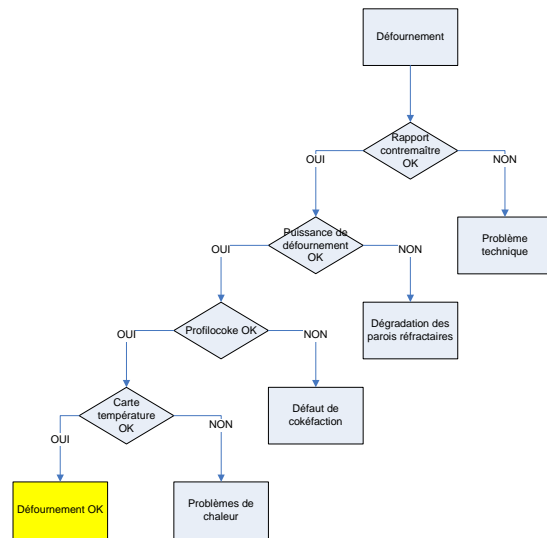 Défournement
Rapport
contremaître
OK
OUI
NON
Puissance de
défournement
OK
Problème
technique
OUI
NON
Profilocoke OK
Dégradation des
parois réfractaires
OUI
NON
Carte
température
OK
Défaut de
cokéfaction
OUI
NON
Défournement OK
Problèmes de
chaleur